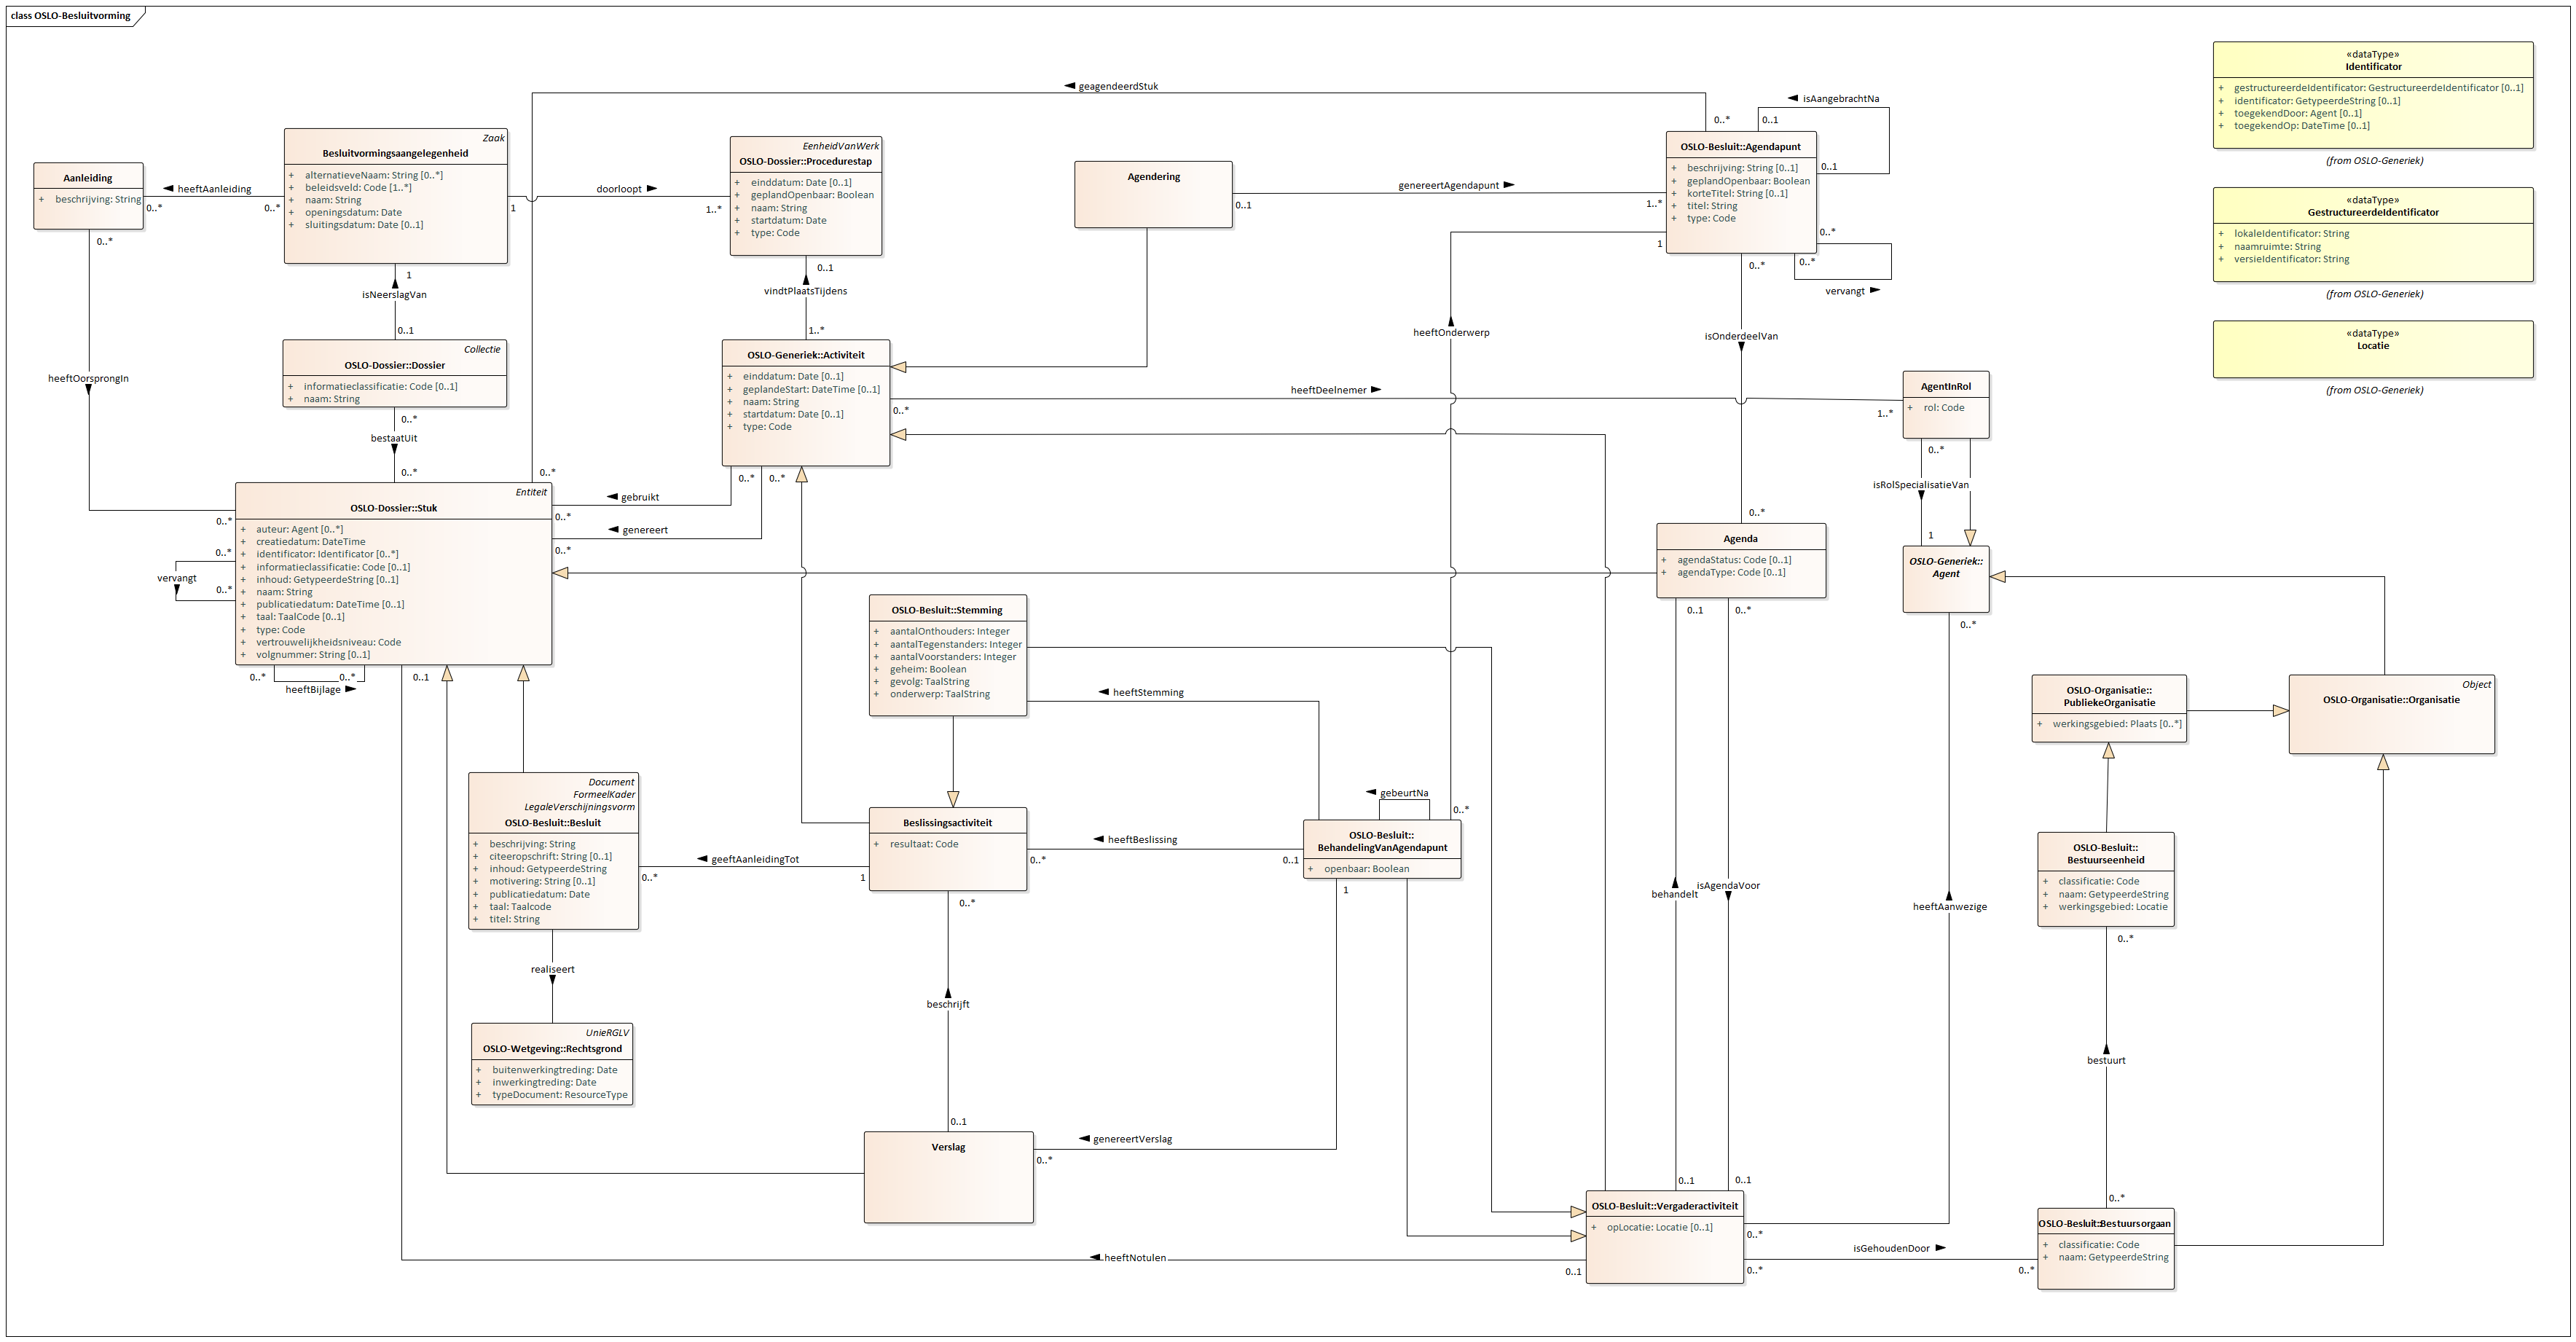 class OSLO-Besluitvorming
«dataType»
Identificator
+ gestructureerdeIdentificator: GestructureerdeIdentificator [0..1]
+ identificator: GetypeerdeString [0..1]
+ toegekendDoor: Agent [0..1]
+ toegekendOp: DateTime [0..1]
(from OSLO-Generiek)
«dataType»
GestructureerdeIdentificator
+ lokaleIdentificator: String
+ naamruimte: String
+ versieIdentificator: String
(from OSLO-Generiek)
«dataType»
Locatie
(from OSLO-Generiek)
geagendeerdStuk
0..*
0..*
isAangebrachtNa
0..1
0..1
Aanleiding
+ beschrijving: String
heeftAanleiding
0..*
0..*
0..*
Zaak
Besluitvormingsaangelegenheid
+ alternatieveNaam: String [0..*]
+ beleidsveld: Code [1..*]
+ naam: String
+ openingsdatum: Date
+ sluitingsdatum: Date [0..1]
doorloopt
1
1..*
EenheidVanWerk
OSLO-Dossier::Procedurestap
+ einddatum: Date [0..1]
+ geplandOpenbaar: Boolean
+ naam: String
+ startdatum: Date
+ type: Code
Agendering
genereertAgendapunt
0..1
1..*
OSLO-Besluit::Agendapunt
+ beschrijving: String [0..1]
+ geplandOpenbaar: Boolean
+ korteTitel: String [0..1]
+ titel: String
+ type: Code
0..*
0..*
vervangt
1
0..*
1
isNeerslagVan
0..1
0..1
vindtPlaatsTijdens
1..*
heeftOnderwerp
isOnderdeelVan
Collectie
OSLO-Dossier::Dossier
+ informatieclassificatie: Code [0..1]
+ naam: String
heeftOorsprongIn
0..*
bestaatUit
0..*
OSLO-Generiek::Activiteit
+ einddatum: Date [0..1]
+ geplandeStart: DateTime [0..1]
+ naam: String
+ startdatum: Date [0..1]
+ type: Code
heeftDeelnemer
0..*
1..*
AgentInRol
+ rol: Code
0..*
isRolSpecialisatieVan
1
0..*
0..*
gebruikt
0..*
genereert
0..*
Entiteit
OSLO-Dossier::Stuk
+ auteur: Agent [0..*]
+ creatiedatum: DateTime
+ identificator: Identificator [0..*]
+ informatieclassificatie: Code [0..1]
+ inhoud: GetypeerdeString [0..1]
+ naam: String
+ publicatiedatum: DateTime [0..1]
+ taal: TaalCode [0..1]
+ type: Code
+ vertrouwelijkheidsniveau: Code
+ volgnummer: String [0..1]
0..*
0..*
vervangt
0..*
0..*
0..*
heeftBijlage
0..1
0..*
Agenda
+ agendaStatus: Code [0..1]
+ agendaType: Code [0..1]
0..1
0..*
OSLO-Generiek::
Agent
0..*
OSLO-Besluit::Stemming
+ aantalOnthouders: Integer
+ aantalTegenstanders: Integer
+ aantalVoorstanders: Integer
+ geheim: Boolean
+ gevolg: TaalString
+ onderwerp: TaalString
heeftStemming
OSLO-Organisatie::
PubliekeOrganisatie
+ werkingsgebied: Plaats [0..*]
Object
OSLO-Organisatie::Organisatie
Document
FormeelKader
LegaleVerschijningsvorm
OSLO-Besluit::Besluit
+ beschrijving: String
+ citeeropschrift: String [0..1]
+ inhoud: GetypeerdeString
+ motivering: String [0..1]
+ publicatiedatum: Date
+ taal: Taalcode
+ titel: String
geeftAanleidingTot
0..*
1
Beslissingsactiviteit
+ resultaat: Code
0..*
0..*
heeftBeslissing
0..1
gebeurtNa
0..*
OSLO-Besluit::
BehandelingVanAgendapunt
+ openbaar: Boolean
1
behandelt
isAgendaVoor
heeftAanwezige
OSLO-Besluit::
Bestuurseenheid
+ classificatie: Code
+ naam: GetypeerdeString
+ werkingsgebied: Locatie
0..*
realiseert
beschrijft
bestuurt
UnieRGLV
OSLO-Wetgeving::Rechtsgrond
+ buitenwerkingtreding: Date
+ inwerkingtreding: Date
+ typeDocument: ResourceType
0..1
Verslag
genereertVerslag
0..*
0..1
0..1
OSLO-Besluit::Vergaderactiviteit
+ opLocatie: Locatie [0..1]
0..*
isGehoudenDoor
0..*
0..*
0..*
OSLO-Besluit::Bestuursorgaan
+ classificatie: Code
+ naam: GetypeerdeString
heeftNotulen
0..1